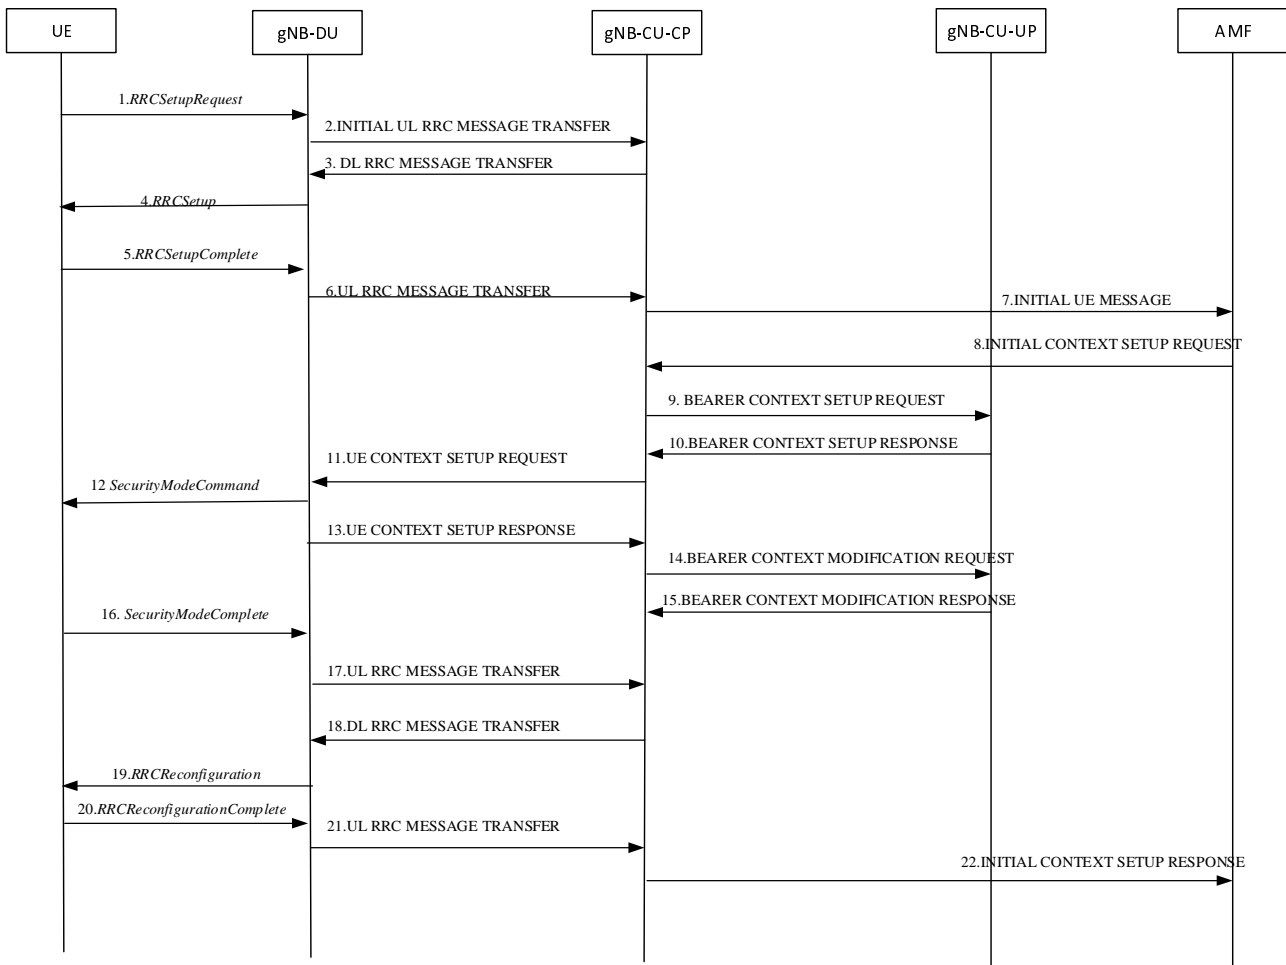 UE
gNB-DU
gNB-CU-CP
gNB-CU-UP
AMF
1.RRCSetupRequest
2.INITIAL UL RRC MESSAGE TRANSFER
3. DL RRC MESSAGE TRANSFER
4.RRCSetup
5.RRCSetupComplete
6.UL RRC MESSAGE TRANSFER
7.INITIAL UE MESSAGE
8.INITIAL CONTEXT SETUP REQUEST
9. BEARER CONTEXT SETUP REQUEST
10.BEARER CONTEXT SETUP RESPONSE
11.UE CONTEXT SETUP REQUEST
12 SecurityModeCommand
13.UE CONTEXT SETUP RESPONSE
14.BEARER CONTEXT MODIFICATION REQUEST
15.BEARER CONTEXT MODIFICATION RESPONSE
16. SecurityModeComplete
17.UL RRC MESSAGE TRANSFER
18.DL RRC MESSAGE TRANSFER
19.RRCReconfiguration
20.RRCReconfigurationComplete
21.UL RRC MESSAGE TRANSFER
22.INITIAL CONTEXT SETUP RESPONSE